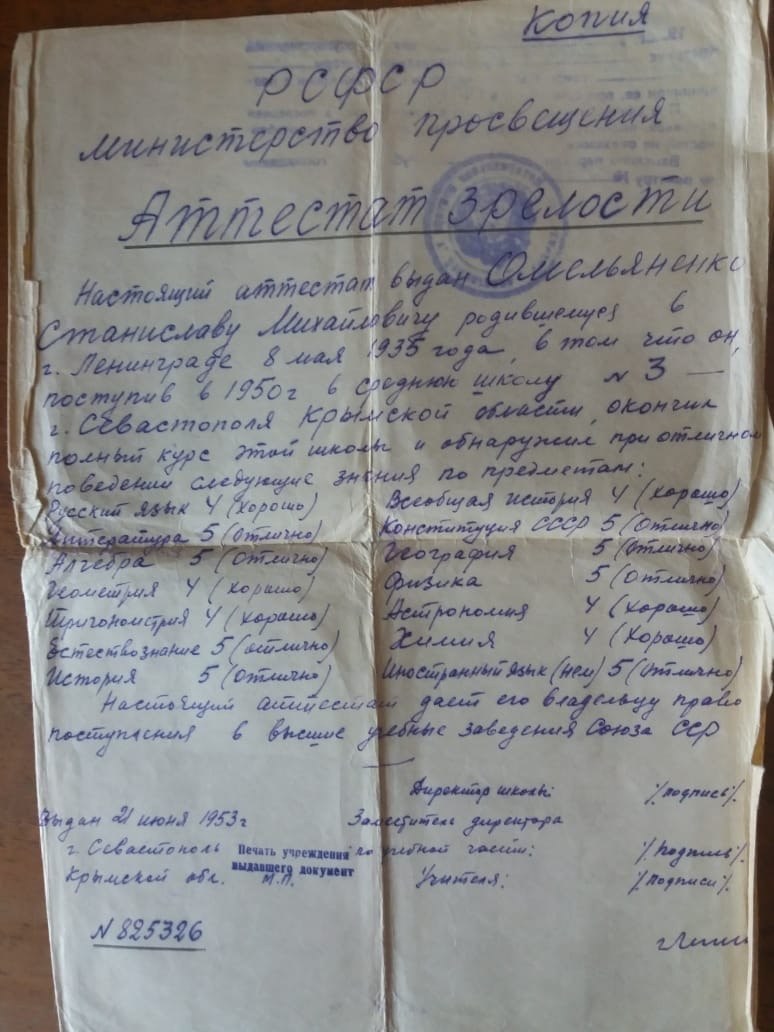 Копия
РСФСР
Министерство просвещения
Аттестат зрелости
Настоящий аттестат выдан Омельяненко
Станиславу Михайловичу родившемуся в
г. Ленинграде 8 мая 1935 года, в том что он,
поступив в 1950г в среднюю школу N 3 —
г. Севастополя Крымской области, окончил
полный курс этой школы и обнаружил при отличном
поведении следующие знания по предметам:
Русский язык 4 (хорошо) Всеобщая история 4 (хорошо)
Литература 5 (отлично) Конституция СССР 5 (отлично)
Алгебра 5 (отлично) География 5 (отлично)
Геометрия 4 (хорошо) Физика 5 (отлично)
Тригонометрия 4 (хорошо) Астрономия 4 (хорошо)
Естествознание 5 (отлично) Химия 4 (хорошо)
История 5 (отлично) Иностранный язык (нем) 5 (отлично)
Настоящий аттестат дает его владельцу право
поступления в высшие учебные заведения Союза ССР
Директор школы: /подпись/.
Выдан 21 июня 1953г Заместитель директора
г. Севастополь Печать учреждения по учебной части: /подпись/.
Крымской обл. выдавшего документ М.П. Учителя: /подписи/.
N 825326